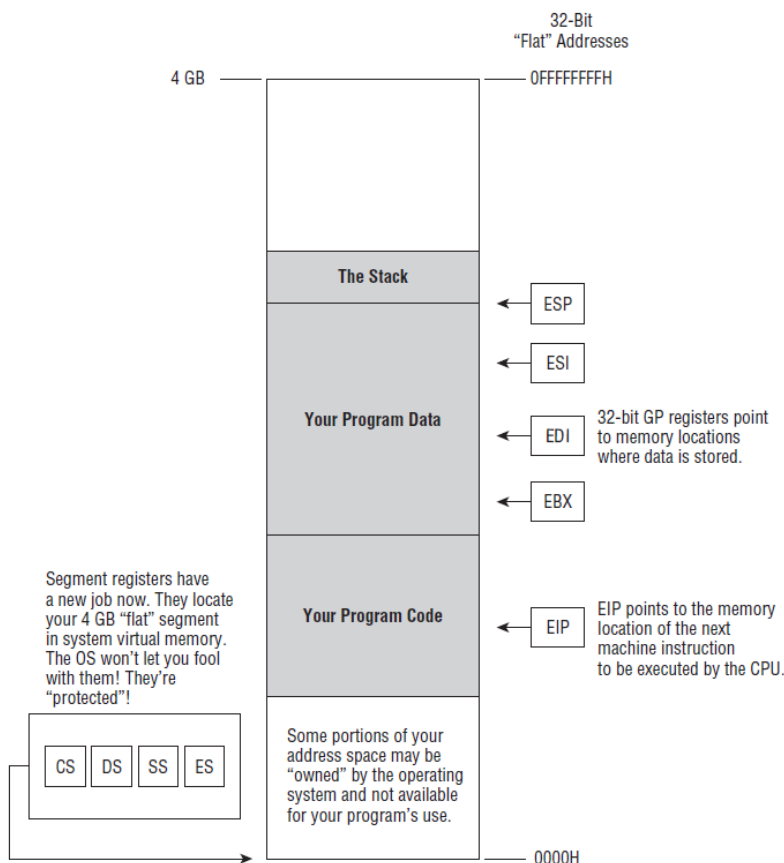 32-Bit
“Flat” Addresses
4 GB
0FFFFFFFFH
The Stack
ESP
ESI
Your Program Data
EDI
32-bit GP registers point
to memory locations
where data is stored.
EBX
Segment registers have
a new job now. They locate
your 4 GB “flat” segment
in system virtual memory.
The OS won’t let you fool
with them! They’re
“protected”!
Your Program Code
EIP
EIP points to the memory
location of the next
machine instruction
to be executed by the CPU.
CS DS SS ES
Some portions of your
address space may be
“owned” by the operating
system and not available
for your program’s use.
0000H